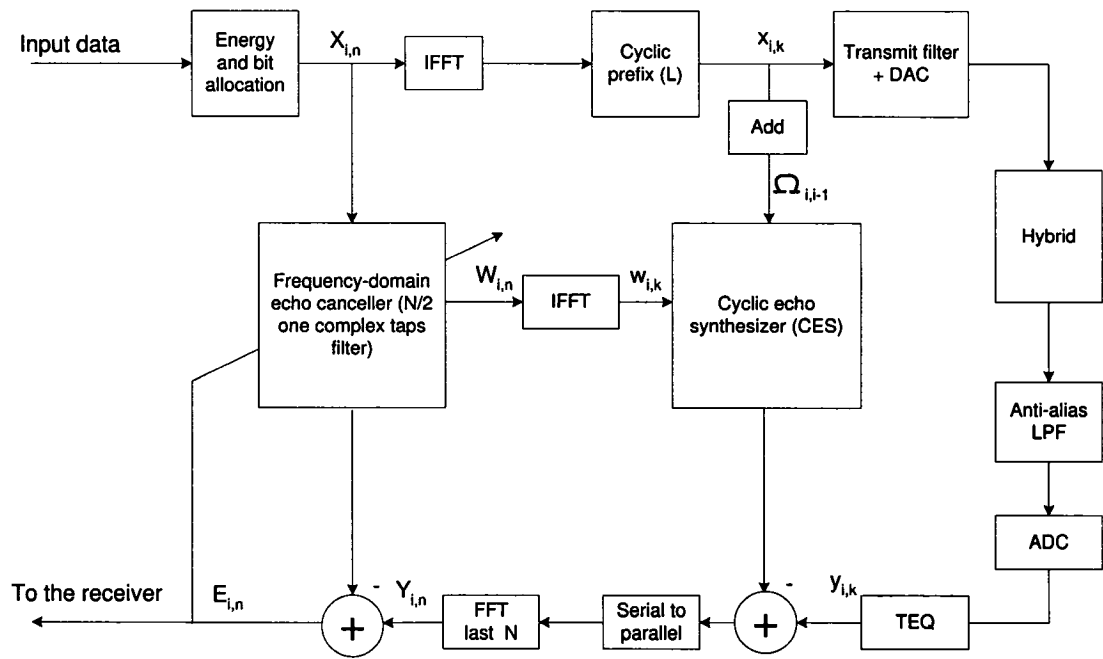 Input data
Energy
and bit
allocation
X_{i,n}
IFFT
Cyclic
prefix (L)
x_{i,k}
Transmit filter
+ DAC
Add
Ω_{i,i-1}
Hybrid
Frequency-domain
echo canceller (N/2
one complex taps
filter)
W_{i,n}
IFFT
w_{i,k}
Cyclic echo
synthesizer (CES)
Anti-alias
LPF
ADC
To the receiver
E_{i,n}
-
+
Y_{i,n}
FFT
last N
Serial to
parallel
-
+
y_{i,k}
TEQ